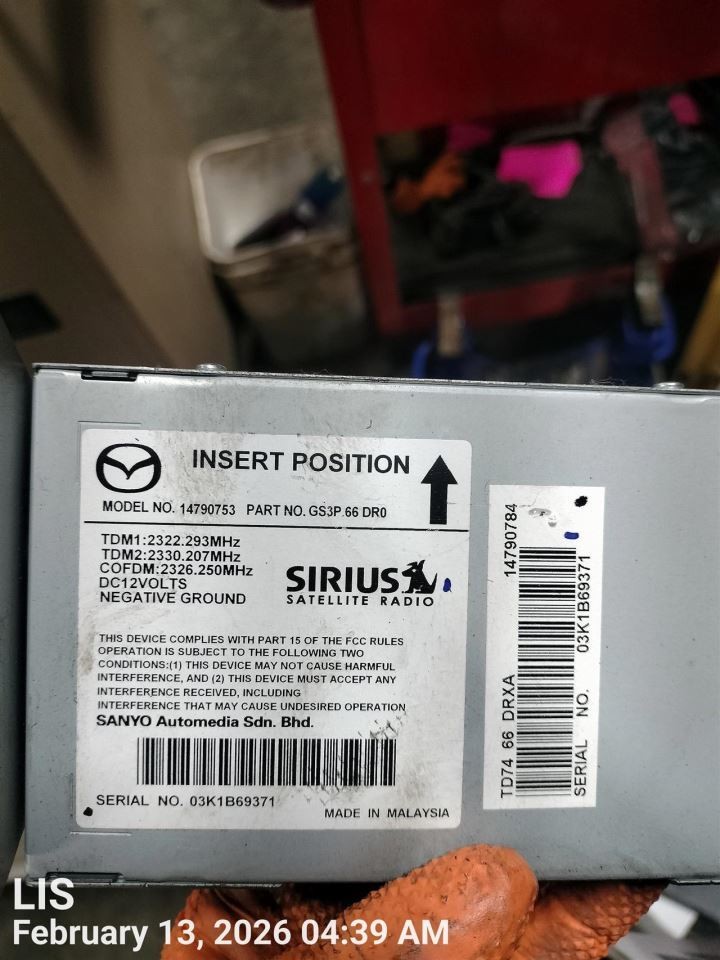 INSERT POSITION
MODEL NO. 14790753 PART NO. GS3P 66 DR0
TDM1:2322.293MHz
TDM2:2330.207MHz
COFDM:2326.250MHz
DC12VOLTS
NEGATIVE GROUND
SIRIUS
SATELLITE RADIO
THIS DEVICE COMPLIES WITH PART 15 OF THE FCC RULES
OPERATION IS SUBJECT TO THE FOLLOWING TWO
CONDITIONS:(1) THIS DEVICE MAY NOT CAUSE HARMFUL
INTERFERENCE, AND (2) THIS DEVICE MUST ACCEPT ANY
INTERFERENCE RECEIVED, INCLUDING
INTERFERENCE THAT MAY CAUSE UNDESIRED OPERATION
SANYO Automedia Sdn. Bhd.
SERIAL NO. 03K1B69371
MADE IN MALAYSIA
TD74 66 DRXA 14790784
SERIAL NO. 03K1B69371
LIS
February 13, 2026 04:39 AM